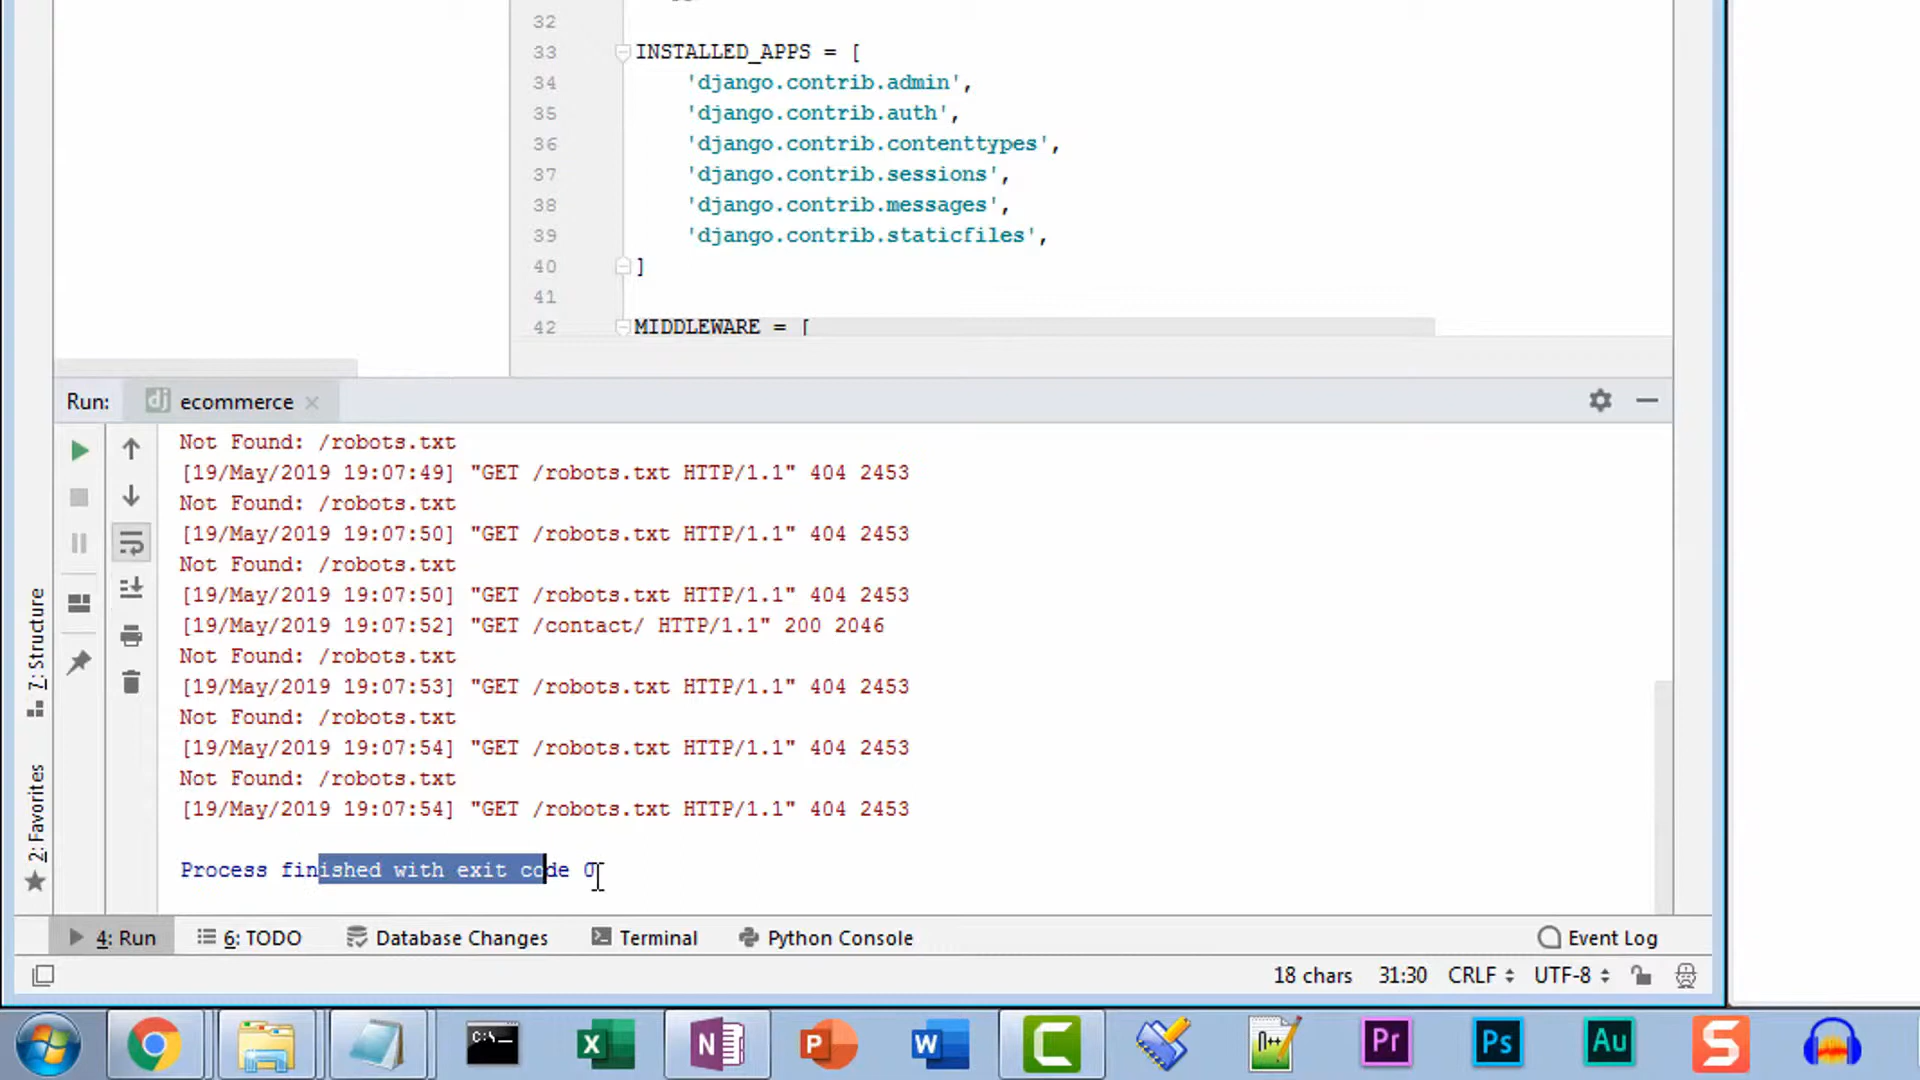 32
33 INSTALLED_APPS = [
34 'django.contrib.admin',
35 'django.contrib.auth',
36 'django.contrib.contenttypes',
37 'django.contrib.sessions',
38 'django.contrib.messages',
39 'django.contrib.staticfiles',
40 ]
41
42 MIDDLEWARE = [
Run: dj ecommerce
Not Found: /robots.txt
[19/May/2019 19:07:49] "GET /robots.txt HTTP/1.1" 404 2453
Not Found: /robots.txt
[19/May/2019 19:07:50] "GET /robots.txt HTTP/1.1" 404 2453
Not Found: /robots.txt
[19/May/2019 19:07:50] "GET /robots.txt HTTP/1.1" 404 2453
[19/May/2019 19:07:52] "GET /contact/ HTTP/1.1" 200 2046
Not Found: /robots.txt
[19/May/2019 19:07:53] "GET /robots.txt HTTP/1.1" 404 2453
Not Found: /robots.txt
[19/May/2019 19:07:54] "GET /robots.txt HTTP/1.1" 404 2453
Not Found: /robots.txt
[19/May/2019 19:07:54] "GET /robots.txt HTTP/1.1" 404 2453
Process finished with exit code 0
7: Structure
2: Favorites
4: Run 6: TODO Database Changes Terminal Python Console Event Log
18 chars 31:30 CRLF UTF-8
C:\ X N P W C n++ Pr Ps Au S